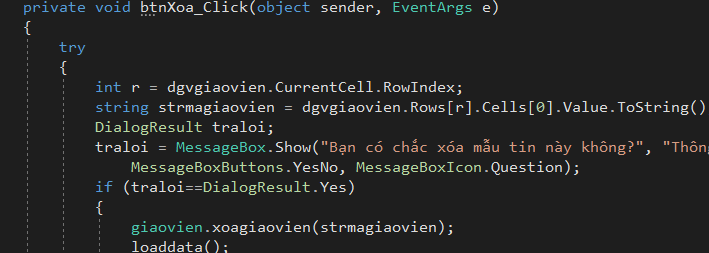 private void btnXoa_Click(object sender, EventArgs e)
{
try
{
int r = dgvgiaovien.CurrentCell.RowIndex;
string strmagiaovien = dgvgiaovien.Rows[r].Cells[0].Value.ToString()
DialogResult traloi;
traloi = MessageBox.Show("Bạn có chắc xóa mẫu tin này không?", "Thôn
MessageBoxButtons.YesNo, MessageBoxIcon.Question);
if (traloi==DialogResult.Yes)
{
giaovien.xoagiaovien(strmagiaovien);
loaddata();